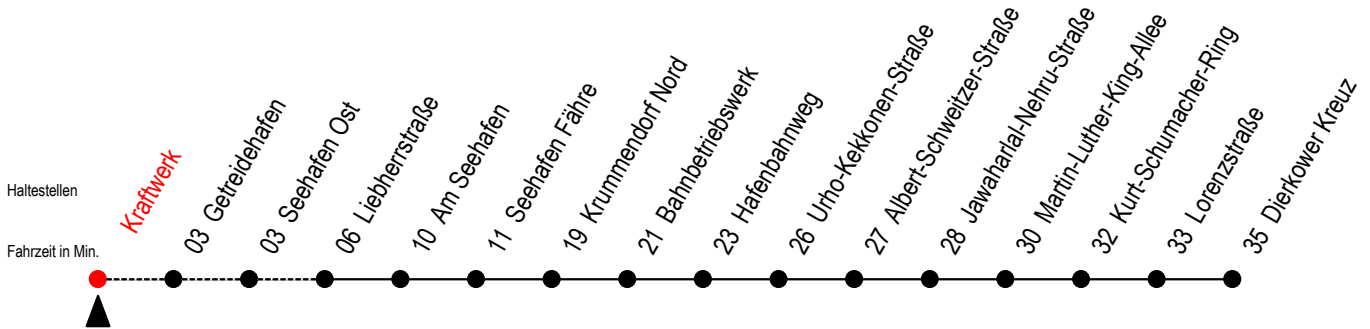 Haltestellen
Fahrzeit in Min.
Kraftwerk
03 Getreidehafen
03 Seehafen Ost
06 Liebherrstraße
10 Am Seehafen
11 Seehafen Fähre
19 Krummendorf Nord
21 Bahnbetriebswerk
23 Hafenbahnweg
26 Urho-Kekkonen-Straße
27 Albert-Schweitzer-Straße
28 Jawaharlal-Nehru-Straße
30 Martin-Luther-King-Allee
32 Kurt-Schumacher-Ring
33 Lorenzstraße
35 Dierkower Kreuz